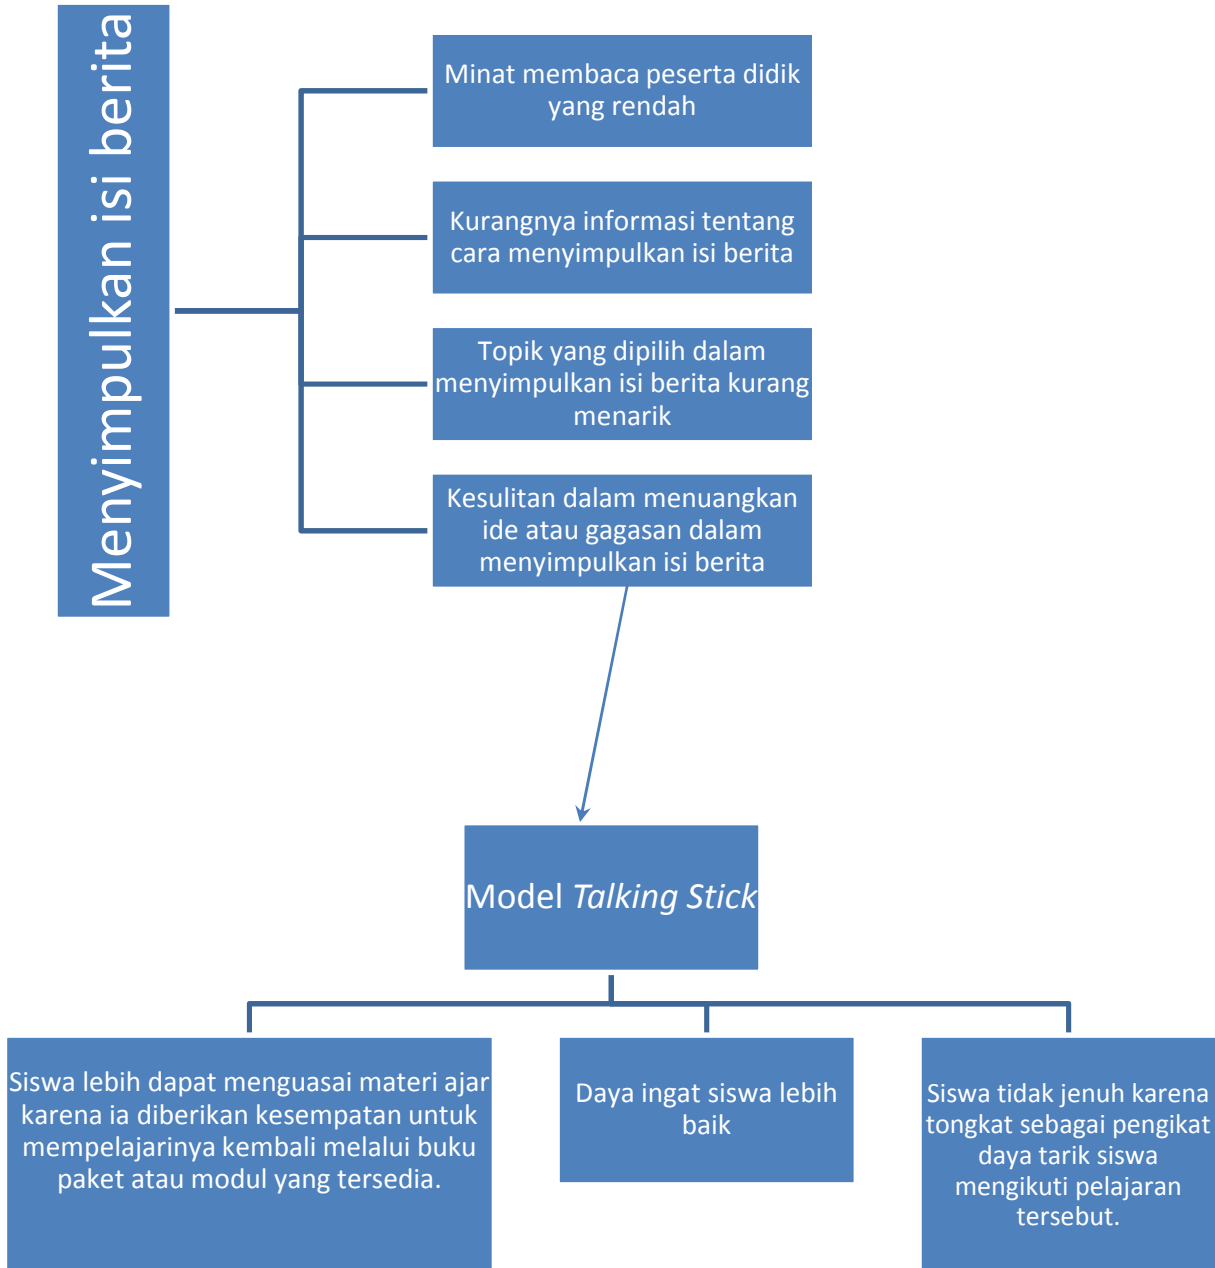 Menyimpulkan isi berita
Minat membaca peserta didik
yang rendah
Kurangnya informasi tentang
cara menyimpulkan isi berita
Topik yang dipilih dalam
menyimpulkan isi berita kurang
menarik
Kesulitan dalam menuangkan
ide atau gagasan dalam
menyimpulkan isi berita
Model Talking Stick
Siswa lebih dapat menguasai materi ajar
karena ia diberikan kesempatan untuk
mempelajarinya kembali melalui buku
paket atau modul yang tersedia.
Daya ingat siswa lebih
baik
Siswa tidak jenuh karena
tongkat sebagai pengikat
daya tarik siswa
mengikuti pelajaran
tersebut.